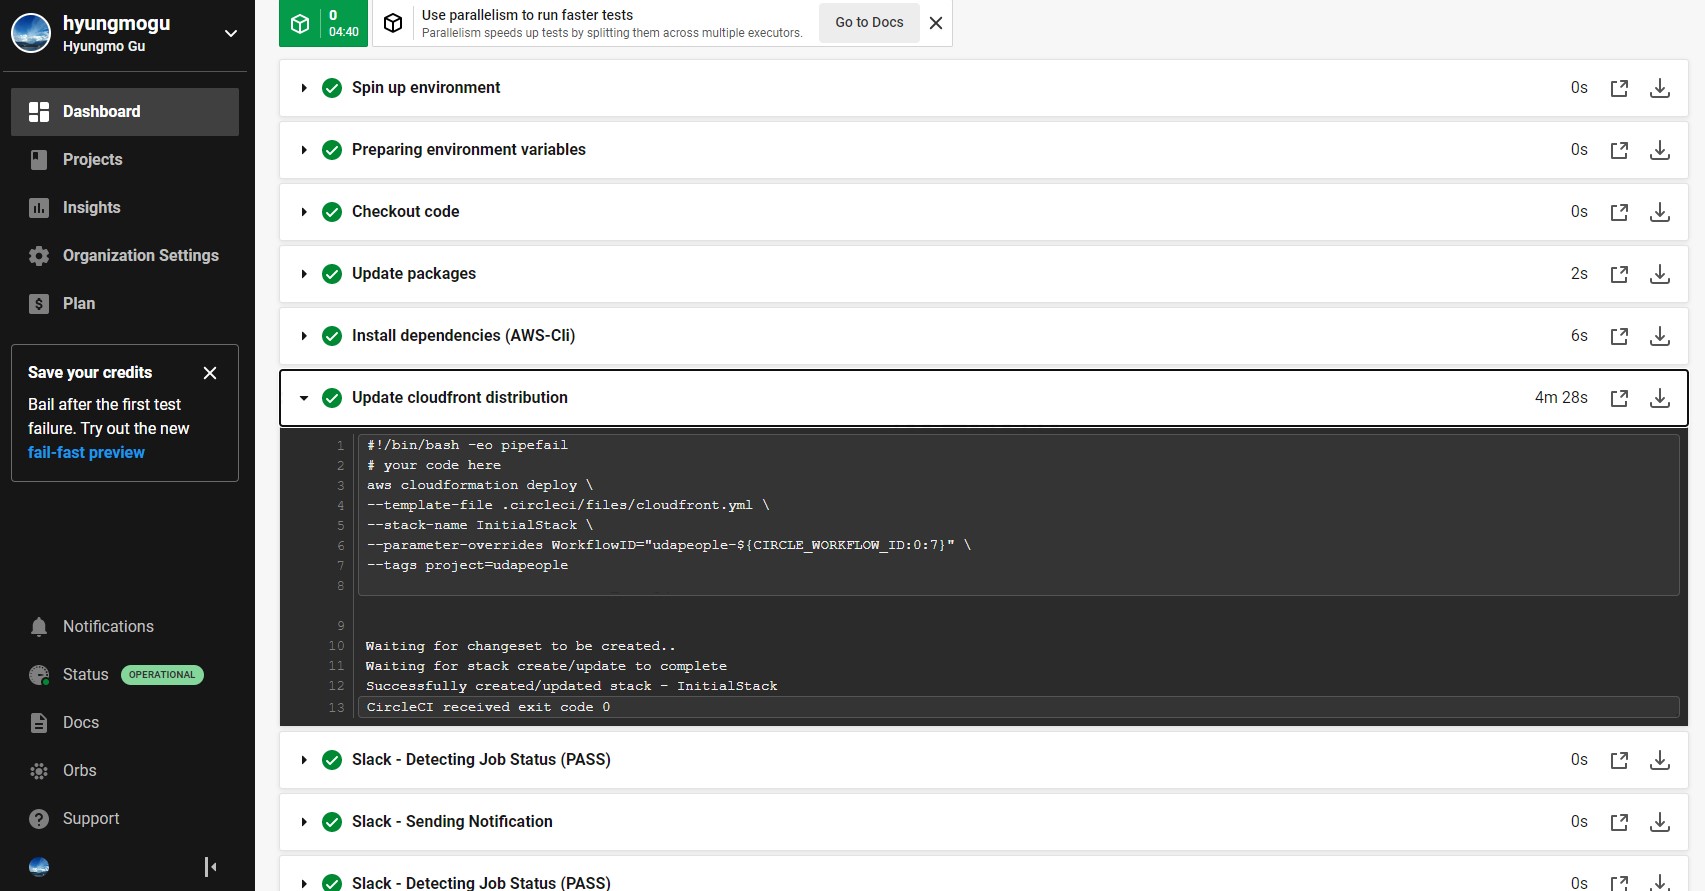 hyungmogu
Hyungmo Gu
Dashboard
Projects
Insights
Organization Settings
Plan
Save your credits
Bail after the first test
failure. Try out the new
fail-fast preview
Notifications
Status OPERATIONAL
Docs
Orbs
Support
0
04:40
Use parallelism to run faster tests
Parallelism speeds up tests by splitting them across multiple executors.
Go to Docs
Spin up environment 0s
Preparing environment variables 0s
Checkout code 0s
Update packages 2s
Install dependencies (AWS-Cli) 6s
Update cloudfront distribution 4m 28s
1 #!/bin/bash -eo pipefail
2 # your code here
3 aws cloudformation deploy \
4 --template-file .circleci/files/cloudfront.yml \
5 --stack-name InitialStack \
6 --parameter-overrides WorkflowID="udapeople-${CIRCLE_WORKFLOW_ID:0:7}" \
7 --tags project=udapeople
8
9
10 Waiting for changeset to be created..
11 Waiting for stack create/update to complete
12 Successfully created/updated stack - InitialStack
13 CircleCI received exit code 0
Slack - Detecting Job Status (PASS) 0s
Slack - Sending Notification 0s
Slack - Detecting Job Status (PASS) 0s